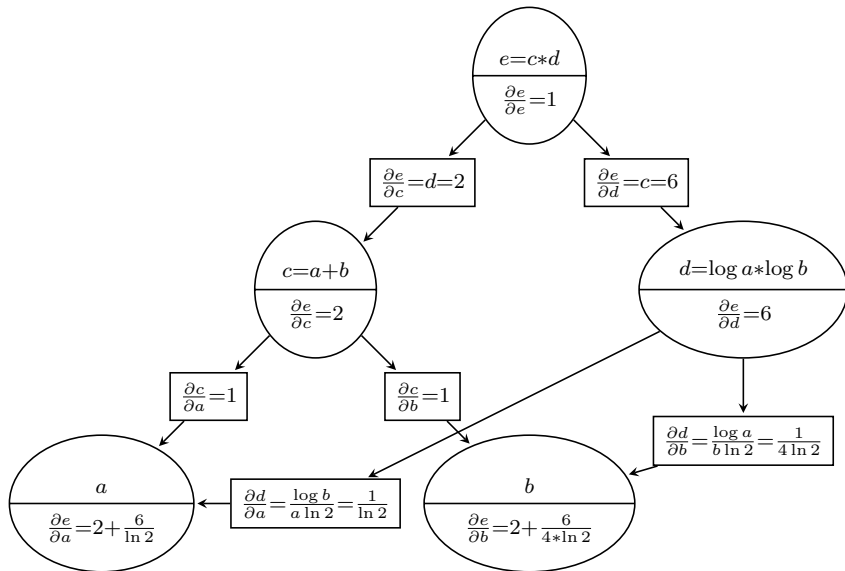 e=c*d
∂e/∂e=1
∂e/∂c=d=2
∂e/∂d=c=6
c=a+b
∂e/∂c=2
d=log a*log b
∂e/∂d=6
∂c/∂a=1
∂c/∂b=1
∂d/∂b=log a/b ln 2=1/4 ln 2
a
∂e/∂a=2+6/ln 2
∂d/∂a=log b/a ln 2=1/ln 2
b
∂e/∂b=2+6/4*ln 2